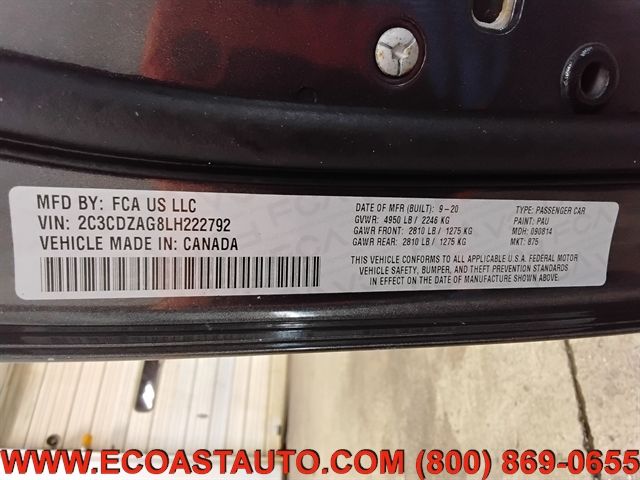 MFD BY: FCA US LLC
VIN: 2C3CDZAG8LH222792
VEHICLE MADE IN: CANADA
DATE OF MFR (BUILT): 9-20
GVWR: 4950 LB / 2246 KG
GAWR FRONT: 2810 LB / 1275 KG
GAWR REAR: 2810 LB / 1275 KG
TYPE: PASSENGER CAR
PAINT: PAU
MDH: 090814
MKT: 875
THIS VEHICLE CONFORMS TO ALL APPLICABLE U.S.A. FEDERAL MOTOR
VEHICLE SAFETY, BUMPER, AND THEFT PREVENTION STANDARDS
IN EFFECT ON THE DATE OF MANUFACTURE SHOWN ABOVE.
WWW.ECOASTAUTO.COM (800) 869-0655